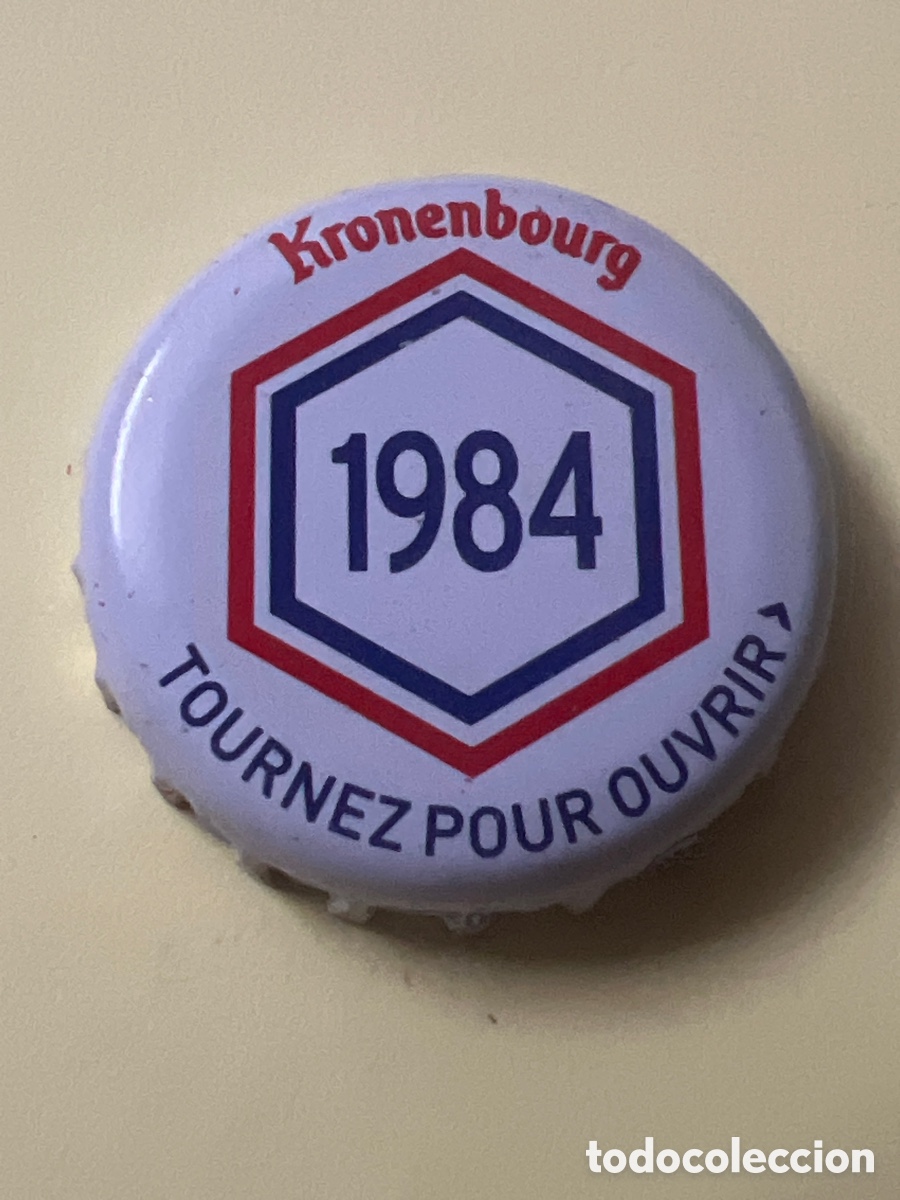 Kronenbourg
1984
TOURNEZ POUR OUVRIR >
todocoleccion